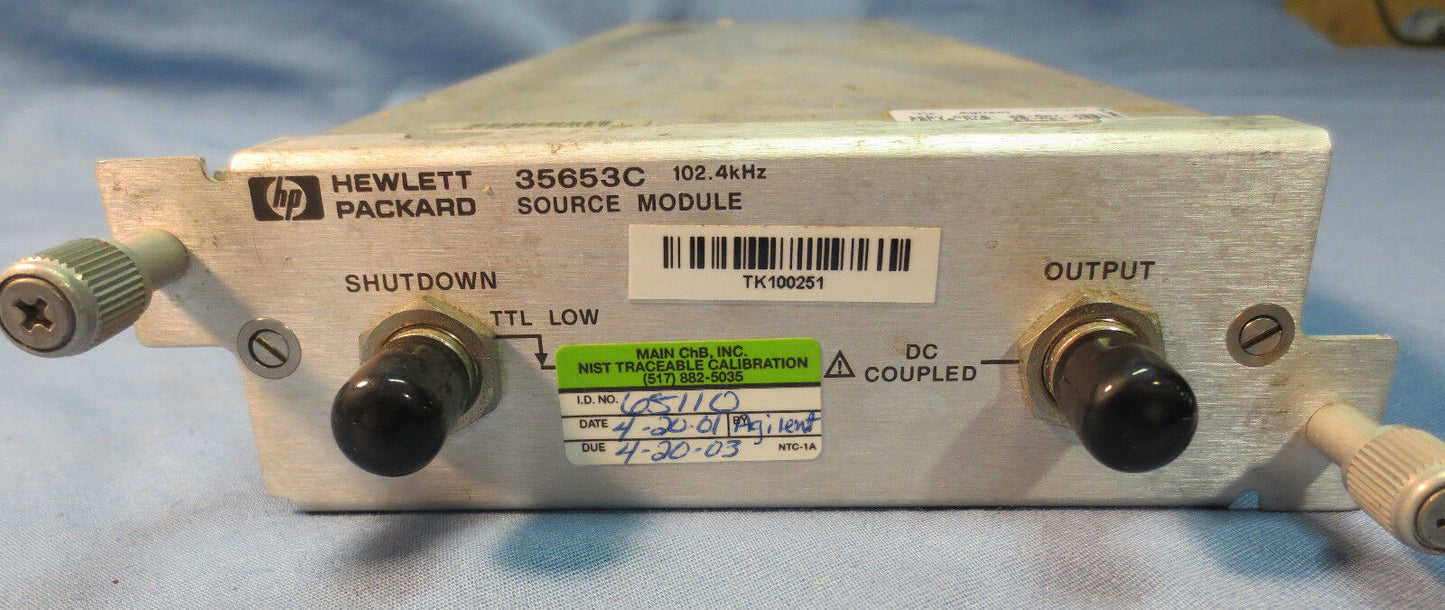 hp HEWLETT PACKARD
35653C 102.4kHz
SOURCE MODULE
TK100251
SHUTDOWN
TTL LOW
OUTPUT
DC COUPLED
MAIN ChB, INC.
NIST TRACEABLE CALIBRATION
(517) 882-5035
I.D. NO. 65110
DATE 4-20-01 BY Agilent
DUE 4-20-03 NTC-1A